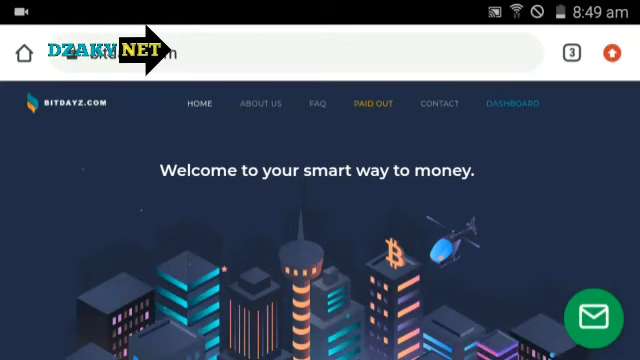 8:49 am
DZAKY NET
3
BITDAYZ.COM HOME ABOUT US FAQ PAID OUT CONTACT DASHBOARD
Welcome to your smart way to money.